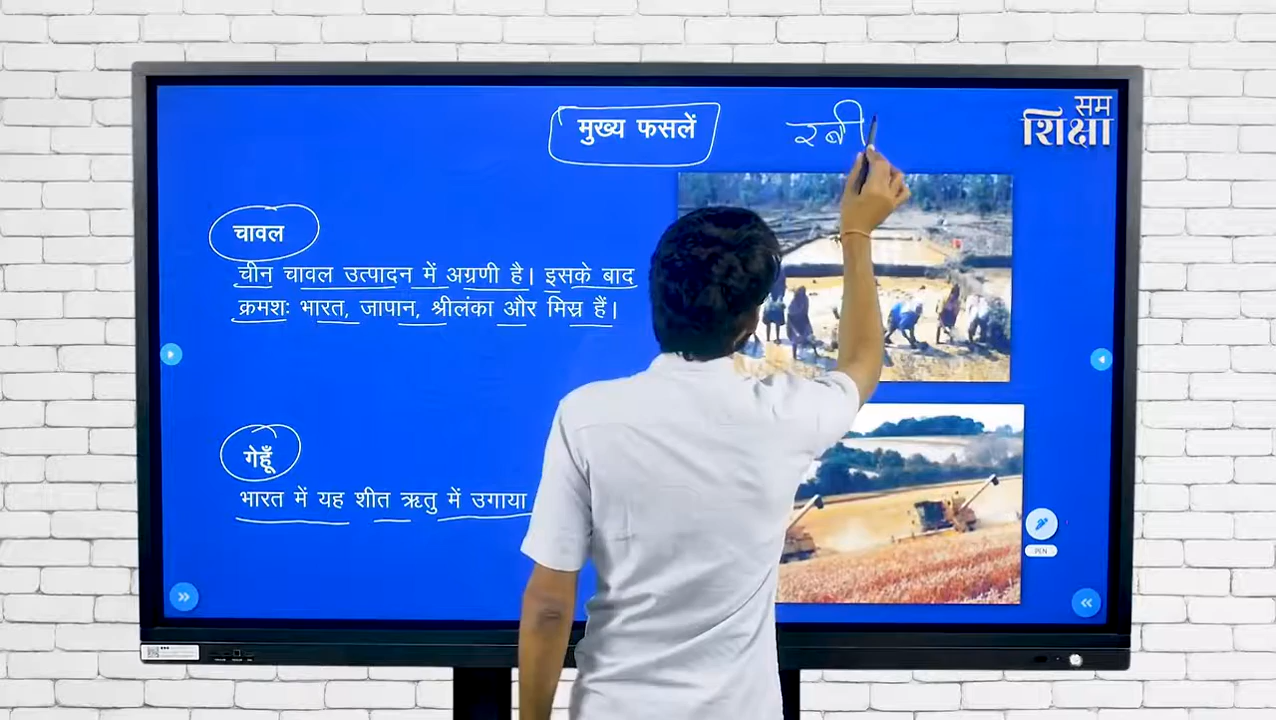 मुख्य फसलें
रबी
सम
शिक्षा
चावल
चीन चावल उत्पादन में अग्रणी है। इसके बाद
क्रमशः भारत, जापान, श्रीलंका और मिस्र हैं।
गेहूँ
भारत में यह शीत ऋतु में उगाया
PEN